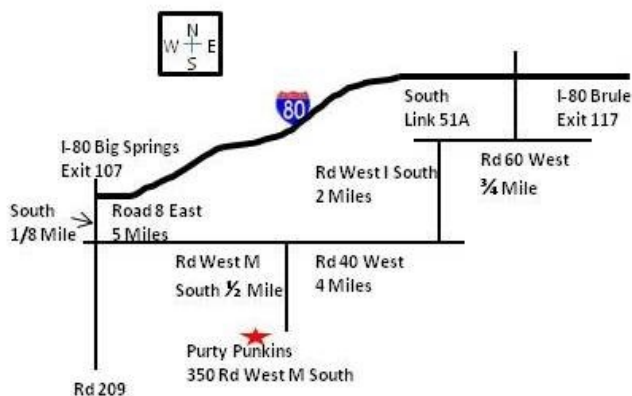 N
W E
S
80
South
Link 51A
I-80 Brule
Exit 117
I-80 Big Springs
Exit 107
Rd West I South
2 Miles
Rd 60 West
¾ Mile
South
1/8 Mile
Road 8 East
5 Miles
Rd West M
South ½ Mile
Rd 40 West
4 Miles
Purty Punkins
350 Rd West M South
Rd 209